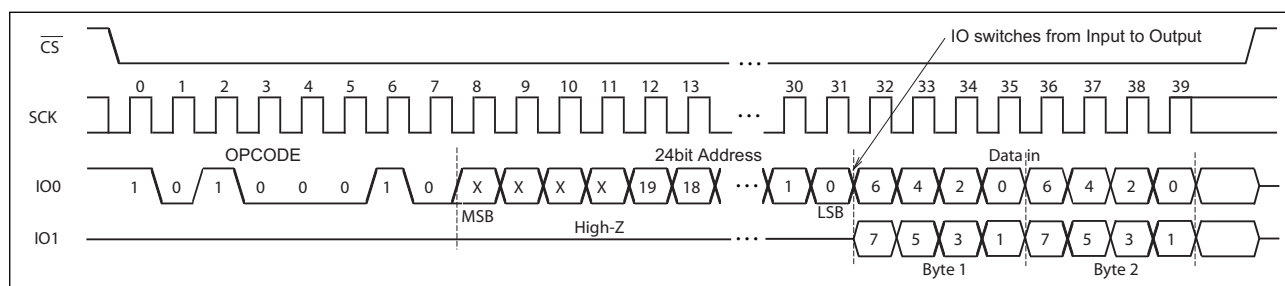 CS
IO switches from Input to Output
...
0 1 2 3 4 5 6 7 8 9 10 11 12 13 30 31 32 33 34 35 36 37 38 39
SCK
...
OPCODE 24bit Address Data in
IO0 1 0 1 0 0 0 1 0 X X X X 19 18 ... 1 0 6 4 2 0 6 4 2 0
MSB LSB
High-Z
IO1 ... 7 5 3 1 7 5 3 1
Byte 1 Byte 2